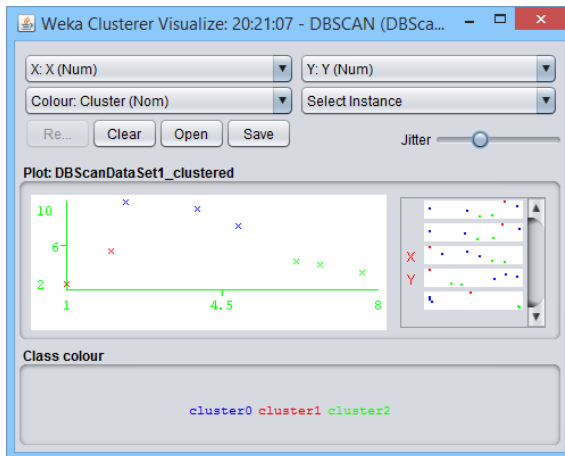 Weka Clusterer Visualize: 20:21:07 - DBSCAN (DBSca...
X: X (Num)
Y: Y (Num)
Colour: Cluster (Nom)
Select Instance
Re...
Clear
Open
Save
Jitter
Plot: DBScanDataSet1_clustered
10
6
2
1
4.5
8
X
Y
Class colour
cluster0 cluster1 cluster2